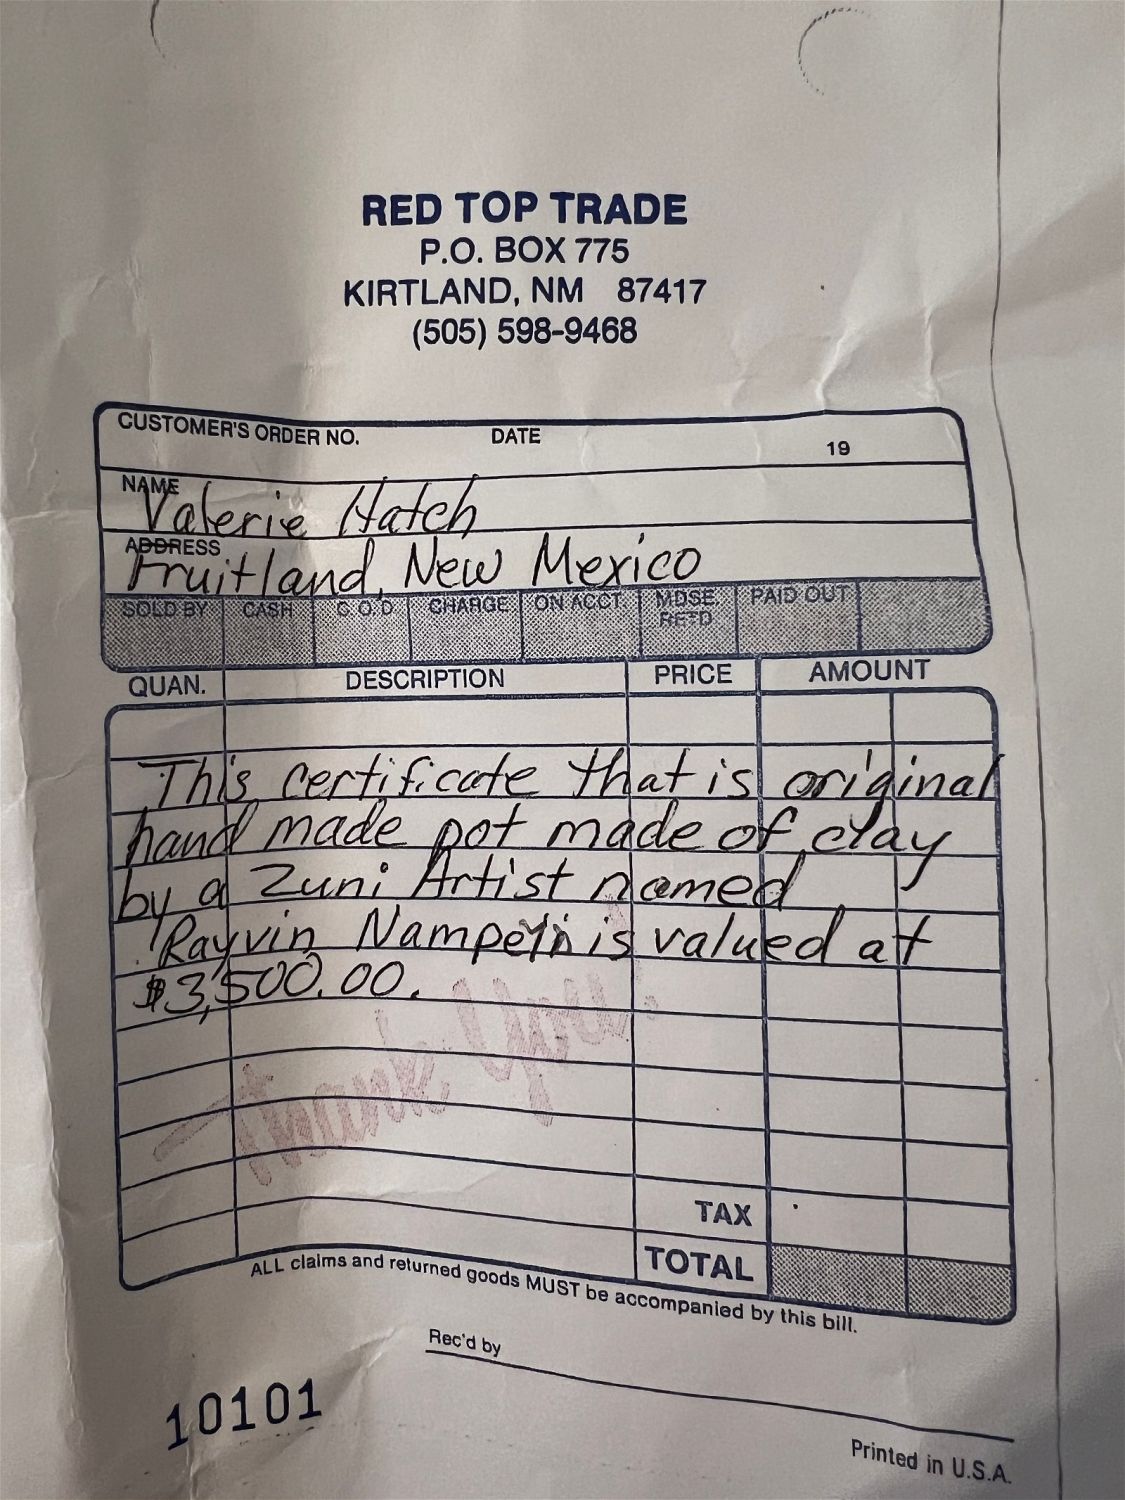 RED TOP TRADE
P.O. BOX 775
KIRTLAND, NM 87417
(505) 598-9468
CUSTOMER'S ORDER NO. DATE 19
NAME Valerie Hatch
ADDRESS Fruitland, New Mexico
SOLD BY CASH C.O.D CHARGE ON ACCT. MDSE. RETD PAID OUT
QUAN. DESCRIPTION PRICE AMOUNT
This certificate that is original
hand made pot made of clay
by a Zuni Artist named
Rayvin is valued at
$3,500.00.
Thank You!
TAX
TOTAL
ALL claims and returned goods MUST be accompanied by this bill.
Rec'd by
10101
Printed in U.S.A.